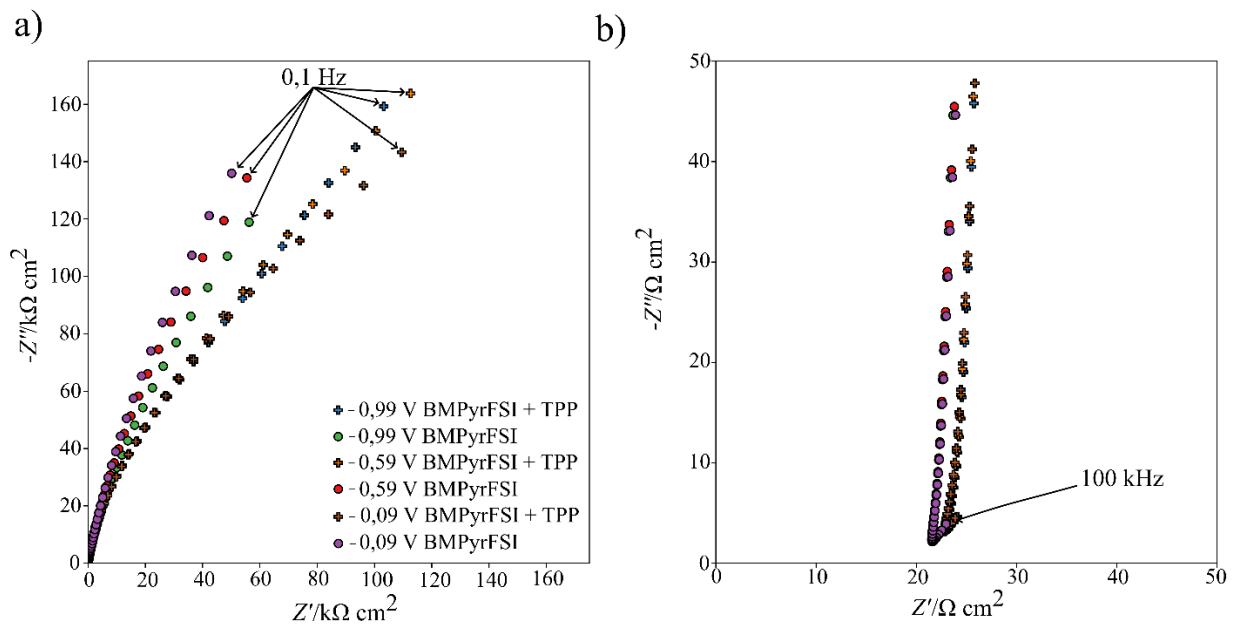 a)
0,1 Hz
160
140
120
100
80
60
40
20
0
-Z''/kΩ cm²
0 20 40 60 80 100 120 140 160
Z'/kΩ cm²
- 0,99 V BMPyrFSI + TPP
- 0,99 V BMPyrFSI
- 0,59 V BMPyrFSI + TPP
- 0,59 V BMPyrFSI
- 0,09 V BMPyrFSI + TPP
- 0,09 V BMPyrFSI
b)
50
40
30
20
10
0
-Z''/Ω cm²
100 kHz
0 10 20 30 40 50
Z'/Ω cm²